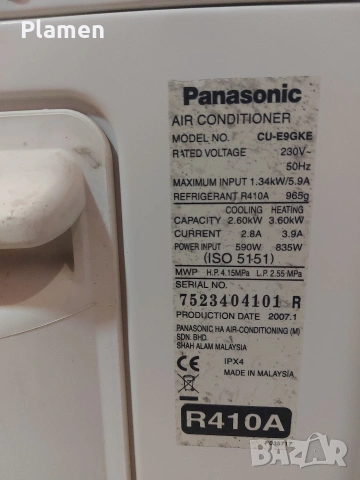 Plamen
Panasonic
AIR CONDITIONER
MODEL NO. CU-E9GKE
RATED VOLTAGE 230V~
50Hz
MAXIMUM INPUT 1.34kW/5.9A
REFRIGERANT R410A 965g
COOLING HEATING
CAPACITY 2.60kW 3.60kW
CURRENT 2.8A 3.9A
POWER INPUT 590W 835W
(ISO 5151)
MWP H.P. 4.15MPa L.P. 2.55 MPa
SERIAL NO.
7523404101 R
PRODUCTION DATE 2007.1
PANASONIC HA AIR-CONDITIONING (M)
SDN. BHD.
SHAH ALAM MALAYSIA
CE IPX4
MADE IN MALAYSIA
R410A
BAZAR
bg